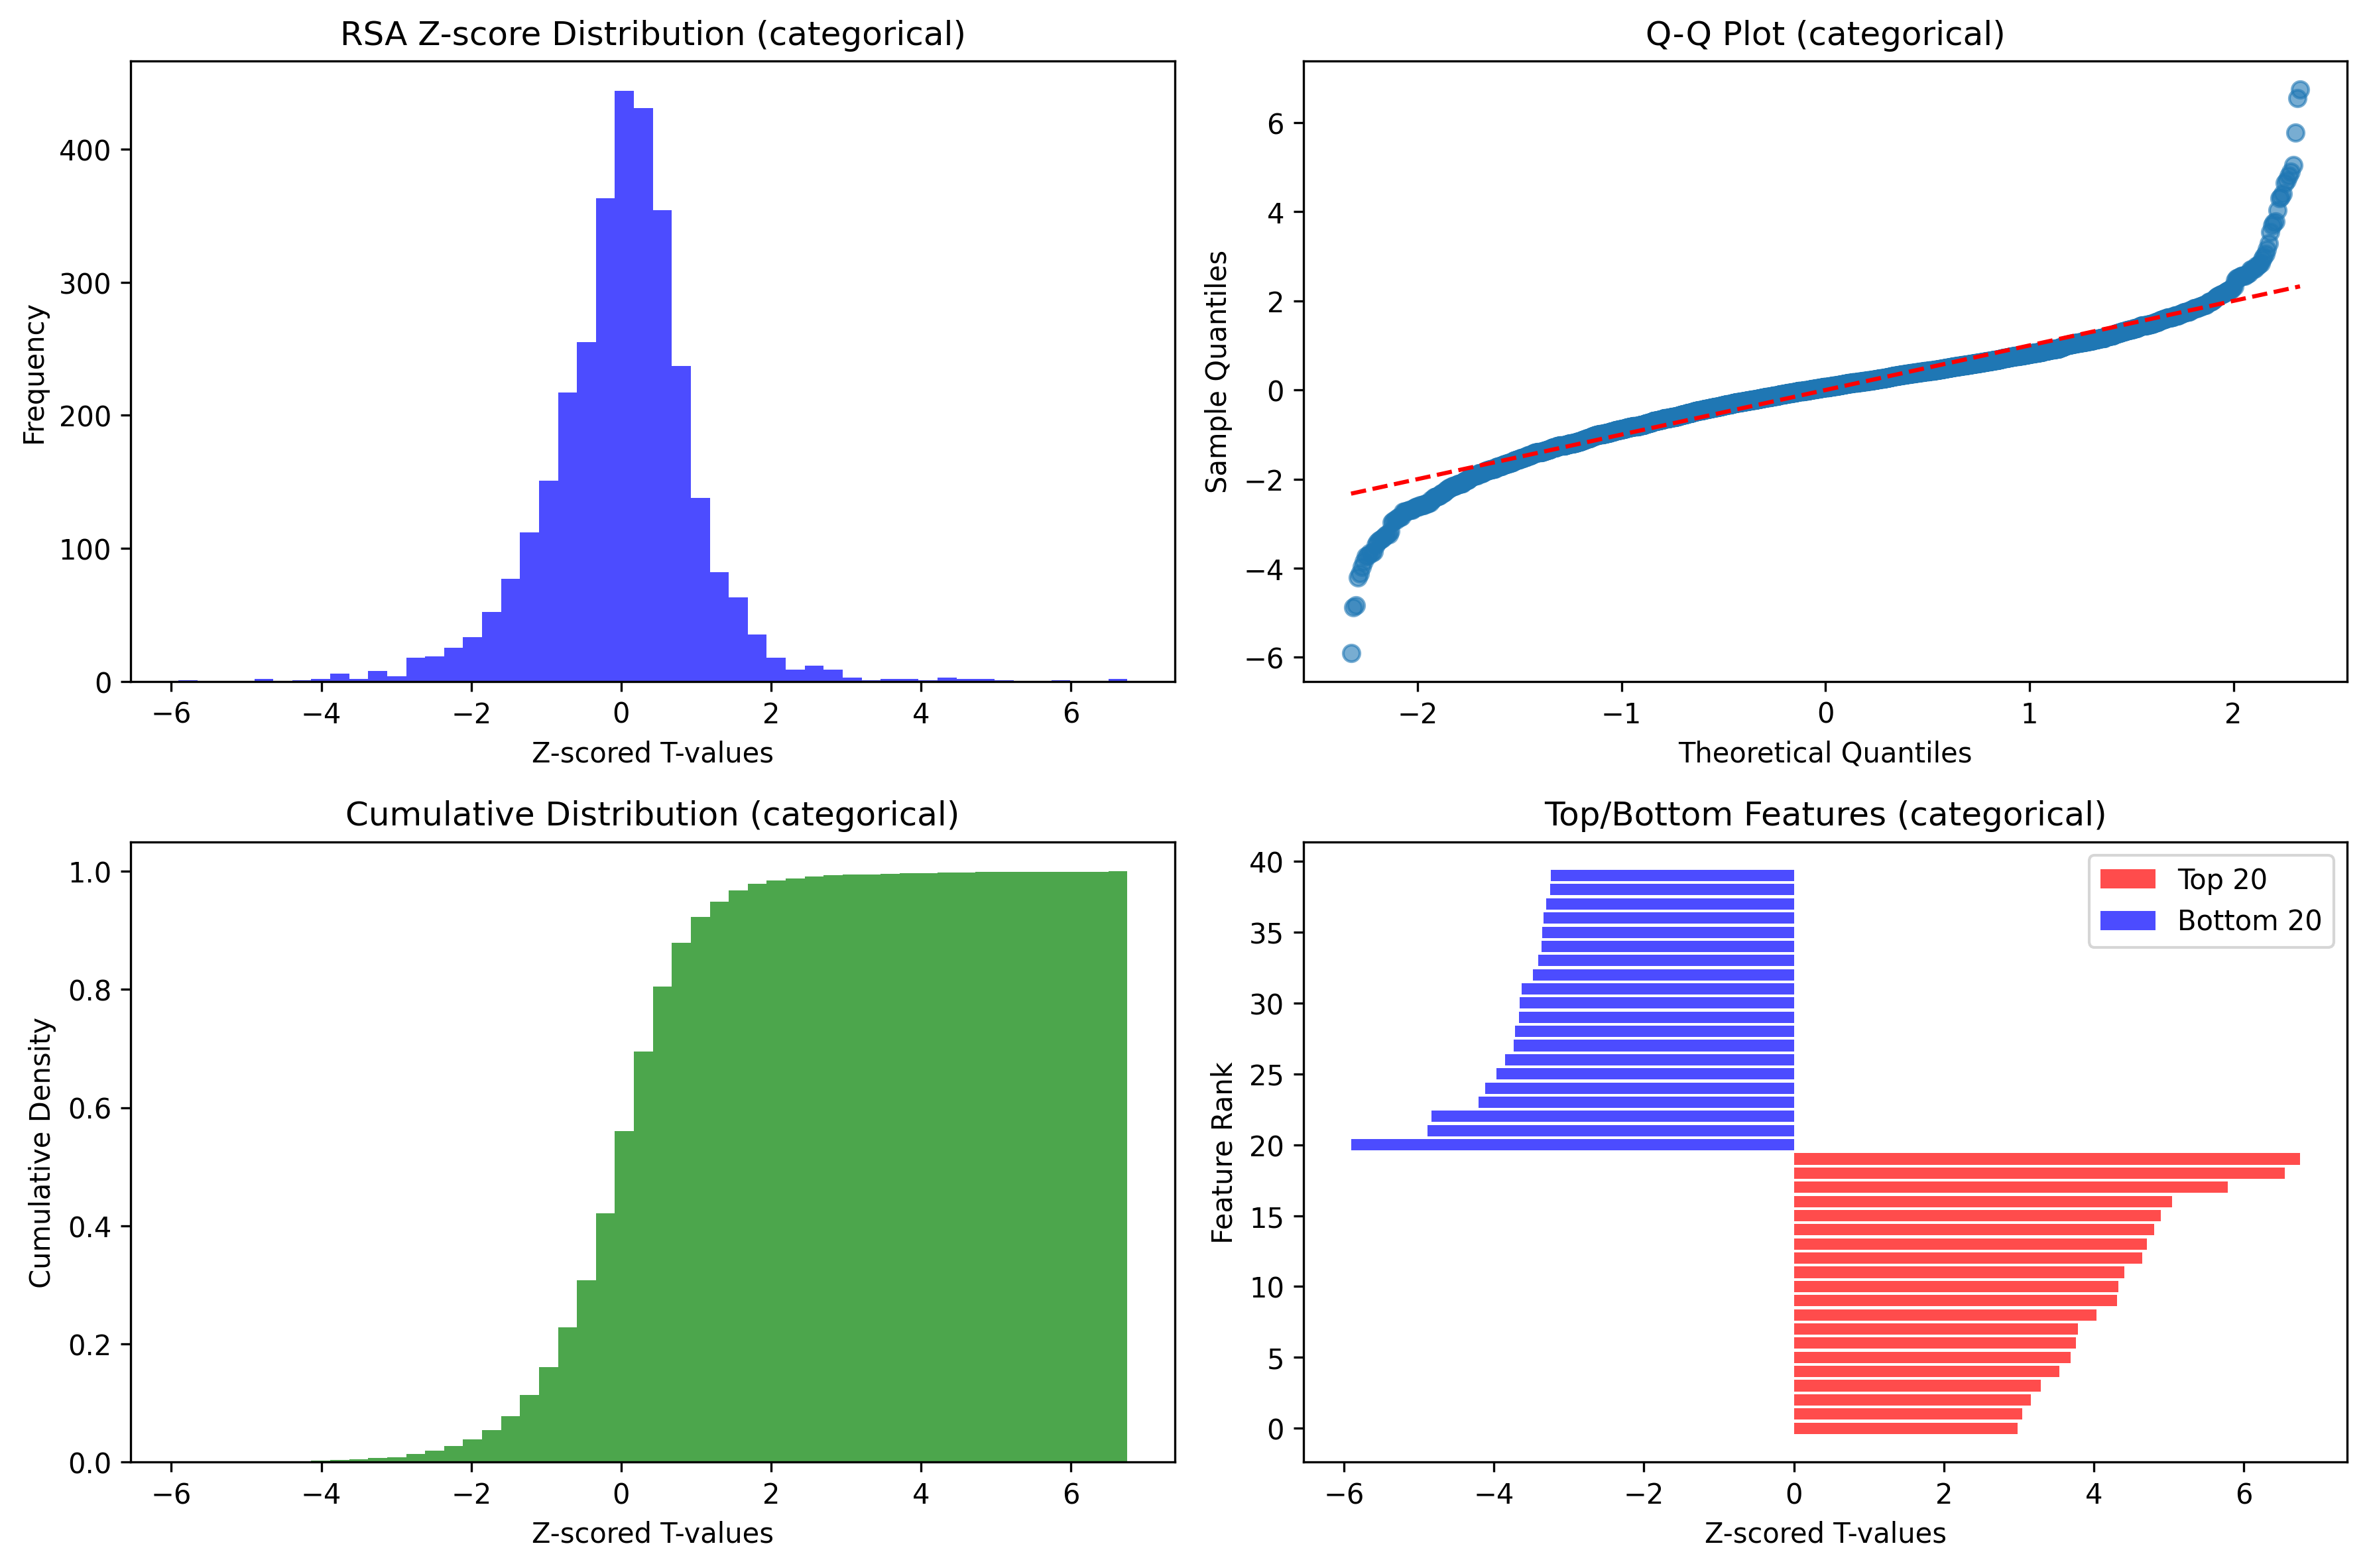 RSA Z-score Distribution (categorical)
Frequency
400
300
200
100
0
−6 −4 −2 0 2 4 6
Z-scored T-values
Q-Q Plot (categorical)
Sample Quantiles
6
4
2
0
−2
−4
−6
−2 −1 0 1 2
Theoretical Quantiles
Cumulative Distribution (categorical)
Cumulative Density
1.0
0.8
0.6
0.4
0.2
0.0
−6 −4 −2 0 2 4 6
Z-scored T-values
Top/Bottom Features (categorical)
Top 20
Bottom 20
Feature Rank
40
35
30
25
20
15
10
5
0
−6 −4 −2 0 2 4 6
Z-scored T-values